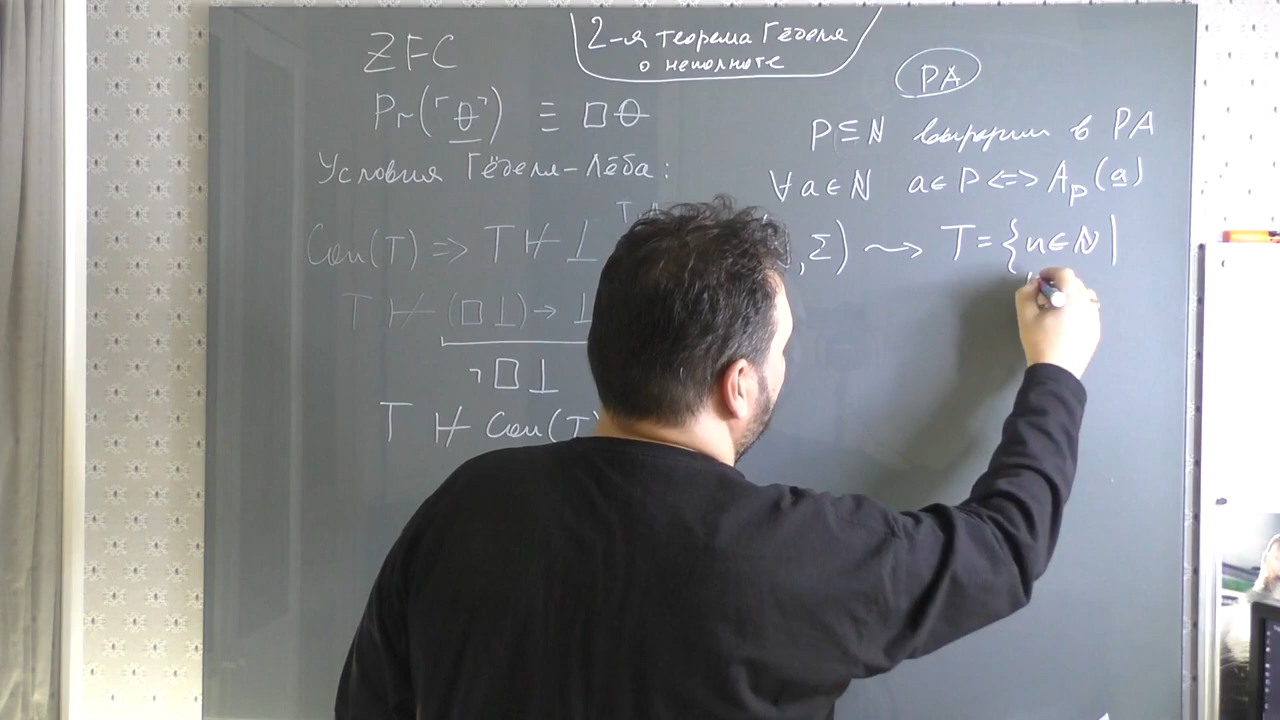 2-я теорема Гёделя
о неполноте
ZFC
Pr(⌜θ⌝) ≡ □θ
Условия Гёделя-Лёба:
Con(T) => T ⊬ ⊥
T ⊬ (□⊥) → ⊥
¬□⊥
T ⊬ Con(T)
PA
P ⊆ ℕ выразим в PA
∀a∈ℕ a∈P <=> A_P(a)
, Σ) ⇝ T = {n∈ℕ |